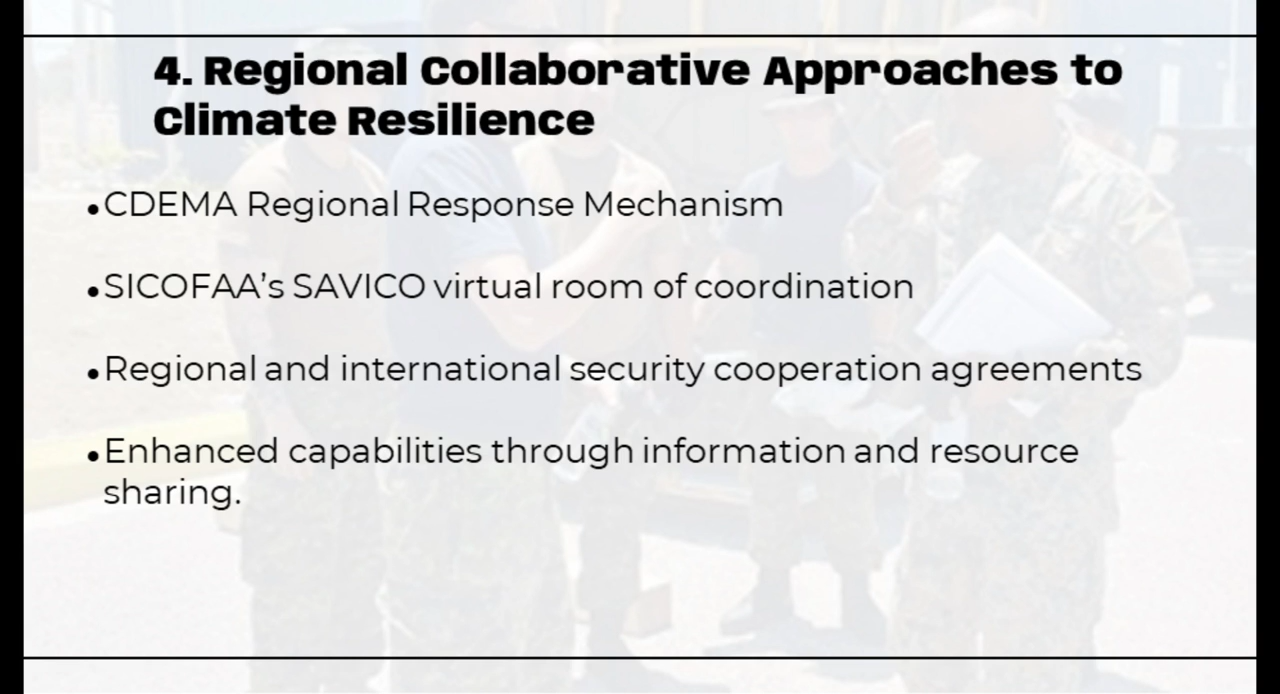 4. Regional Collaborative Approaches to
Climate Resilience
•CDEMA Regional Response Mechanism
•SICOFAA’s SAVICO virtual room of coordination
•Regional and international security cooperation agreements
•Enhanced capabilities through information and resource
sharing.